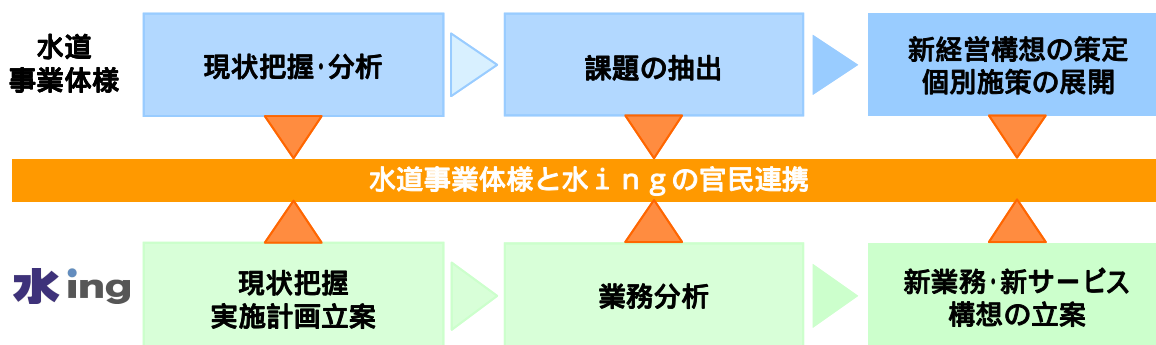 水道
事業体様
現状把握・分析
課題の抽出
新経営構想の策定
個別施策の展開
水道事業体様と水ｉｎｇの官民連携
水ing
現状把握
実施計画立案
業務分析
新業務・新サービス
構想の立案